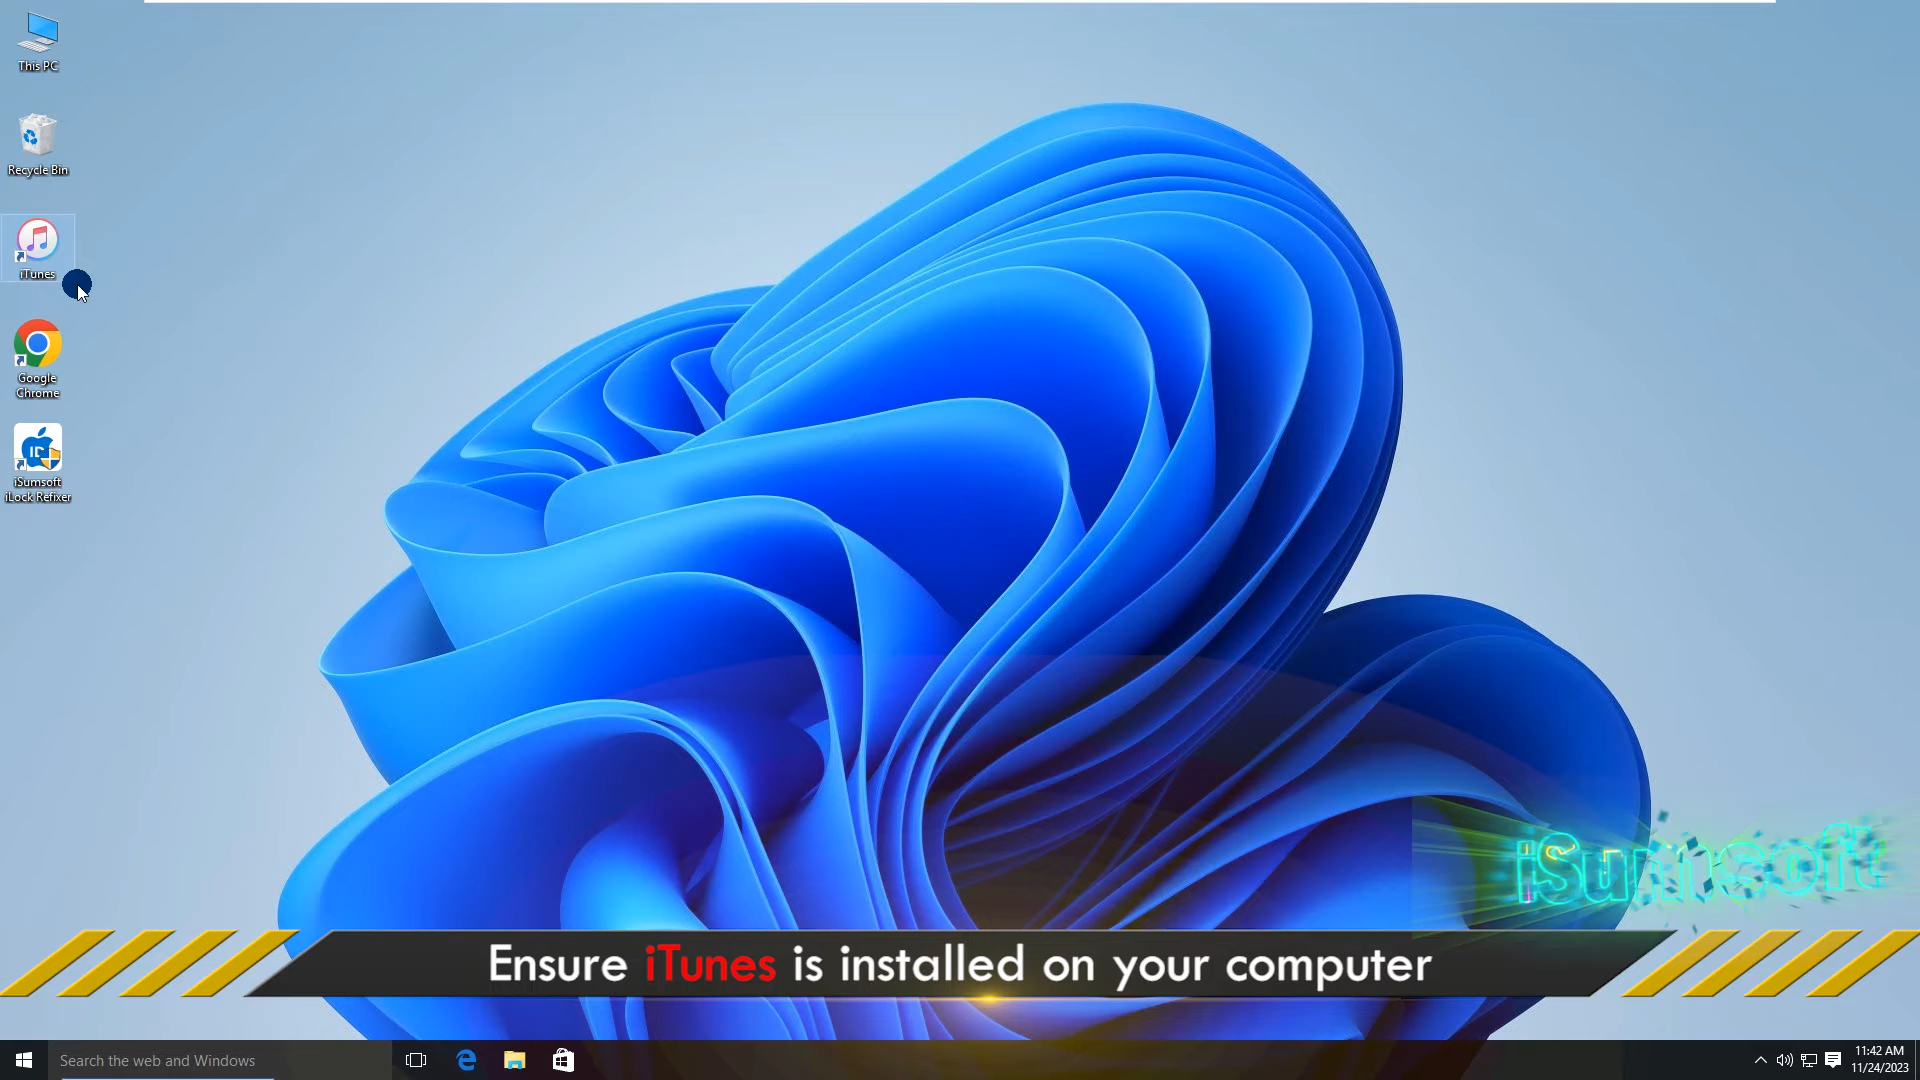 This PC
Recycle Bin
iTunes
Google
Chrome
iSumsoft
iLock Refixer
iSumsoft
Ensure iTunes is installed on your computer
Search the web and Windows
11:42 AM
11/24/2023